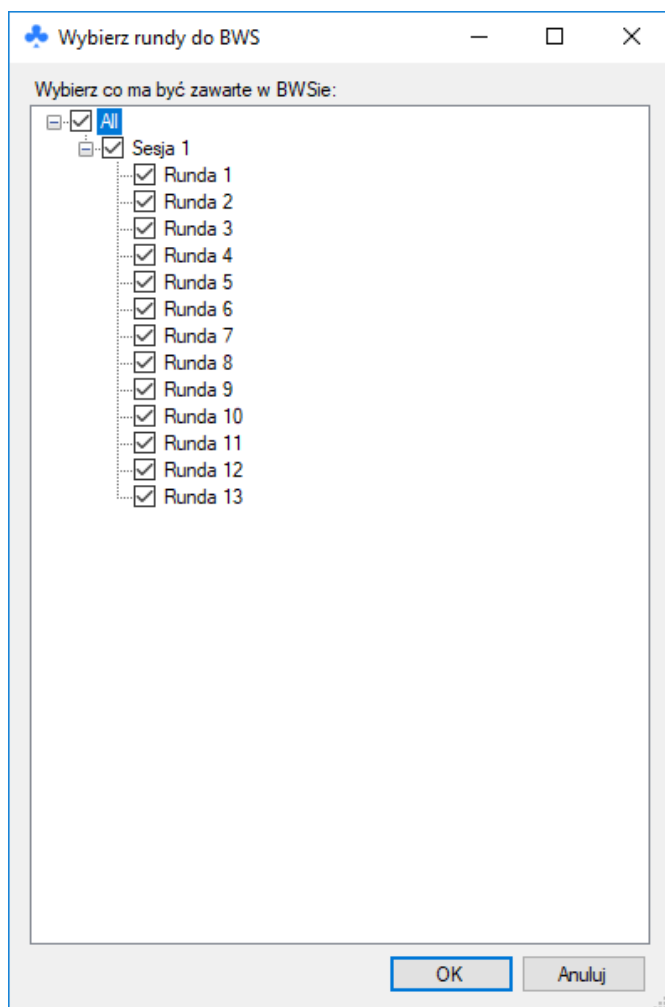 Wybierz rundy do BWS
Wybierz co ma być zawarte w BWSie:
All
Sesja 1
Runda 1
Runda 2
Runda 3
Runda 4
Runda 5
Runda 6
Runda 7
Runda 8
Runda 9
Runda 10
Runda 11
Runda 12
Runda 13
OK Anuluj